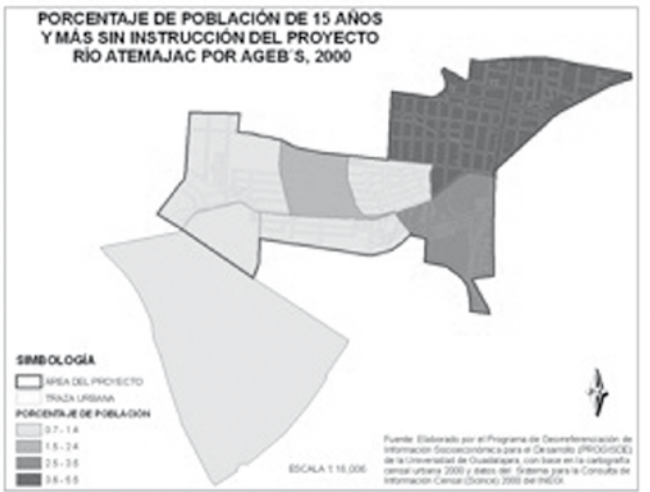 PORCENTAJE DE POBLACIÓN DE 15 AÑOS
Y MÁS SIN INSTRUCCIÓN DEL PROYECTO
RÍO ATEMAJAC POR AGEB´S, 2000
SIMBOLOGÍA
AREA DEL PROYECTO
TRAZA URBANA
PORCENTAJE DE POBLACIÓN
0.7 - 1.4
1.5 - 2.4
2.5 - 3.5
3.6 - 5.5
ESCALA 1:16,006
Fuente: Elaborado por el Programa de Georreferenciación de
Información Socioeconómica para el Desarrollo (PROGISDE)
de la Universidad de Guadalajara, con base en la cartografía
censal urbana 2000 y datos del Sistema para la Consulta de
Información Censal (Scince) 2000 del INEGI.